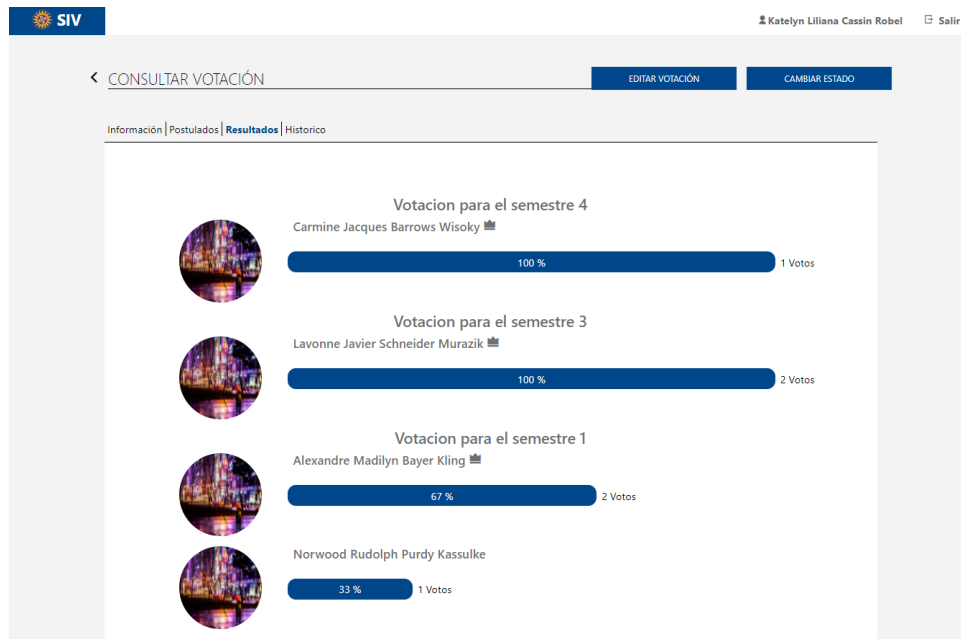 SIV
Katelyn Liliana Cassin Robel
Salir
CONSULTAR VOTACIÓN
EDITAR VOTACIÓN
CAMBIAR ESTADO
Información | Postulados | Resultados | Historico
Votacion para el semestre 4
Carmine Jacques Barrows Wisoky
100 %
1 Votos
Votacion para el semestre 3
Lavonne Javier Schneider Murazik
100 %
2 Votos
Votacion para el semestre 1
Alexandre Madilyn Bayer Kling
67 %
2 Votos
Norwood Rudolph Purdy Kassulke
33 %
1 Votos